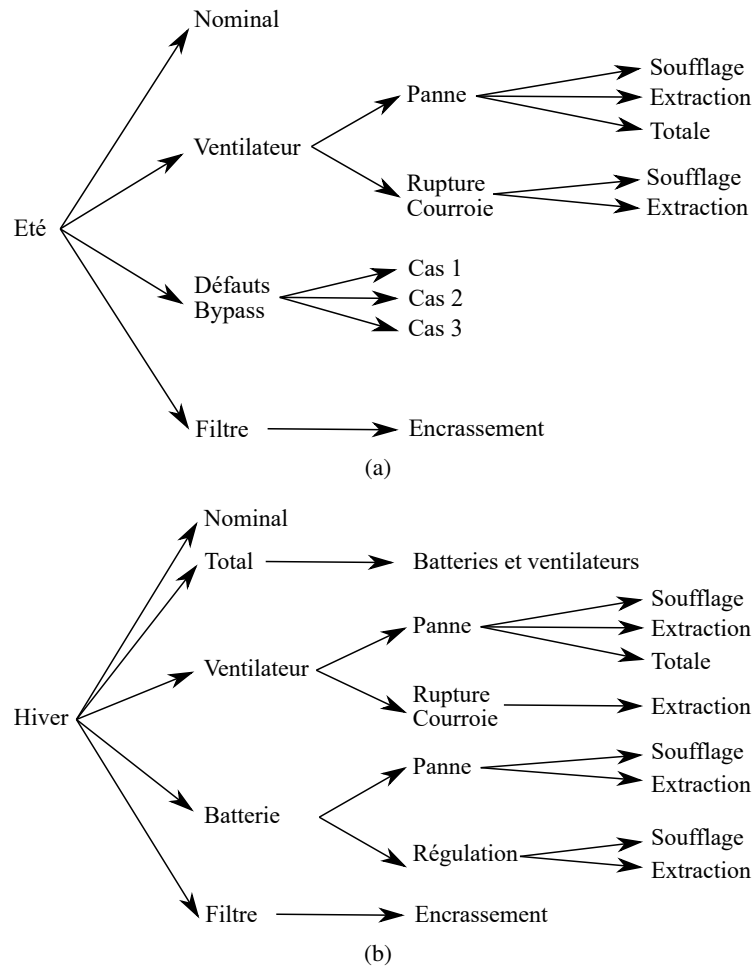 Nominal
Soufflage
Panne
Extraction
Totale
Ventilateur
Rupture
Courroie
Soufflage
Extraction
Eté
Défauts
Bypass
Cas 1
Cas 2
Cas 3
Filtre
Encrassement
(a)
Nominal
Total
Batteries et ventilateurs
Soufflage
Panne
Extraction
Totale
Ventilateur
Rupture
Courroie
Extraction
Hiver
Soufflage
Panne
Extraction
Batterie
Soufflage
Régulation
Extraction
Filtre
Encrassement
(b)